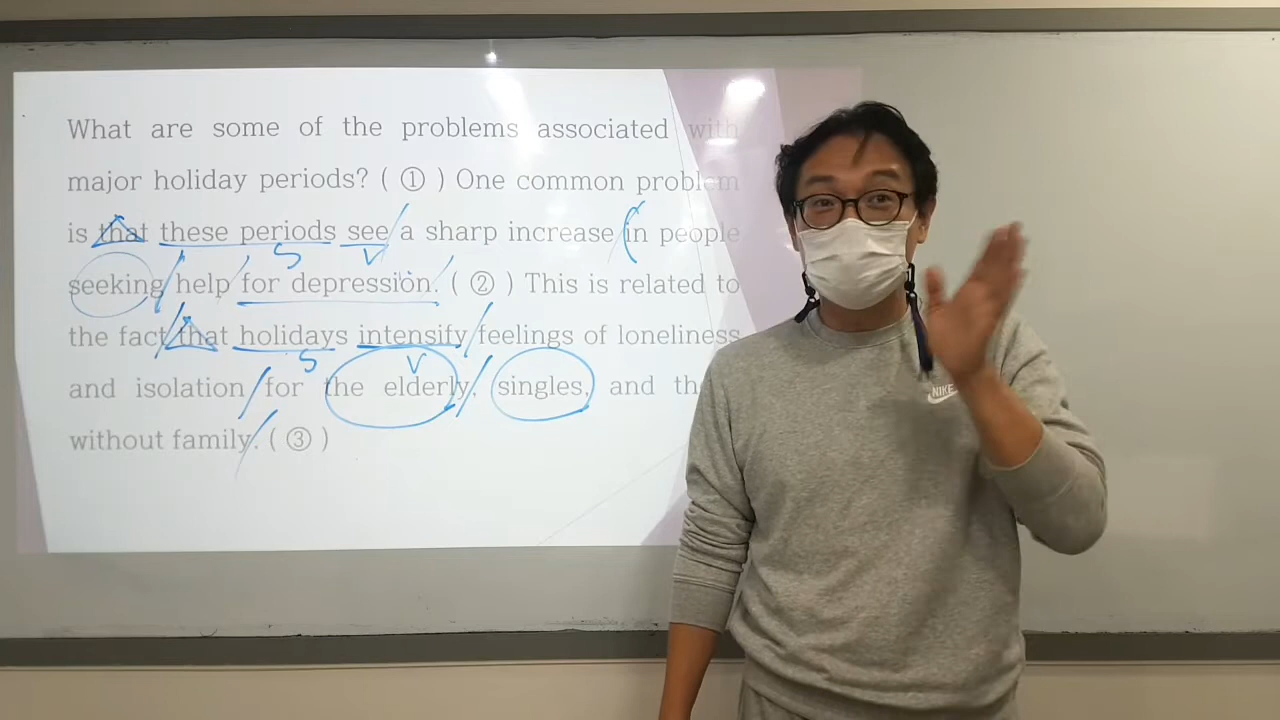 What are some of the problems associated with
major holiday periods? ( ① ) One common problem
is that these periods see a sharp increase in people
S V
seeking help for depression. ( ② ) This is related to
the fact that holidays intensify feelings of loneliness
S V
and isolation for the elderly, singles, and
without family. ( ③ )
NIKE